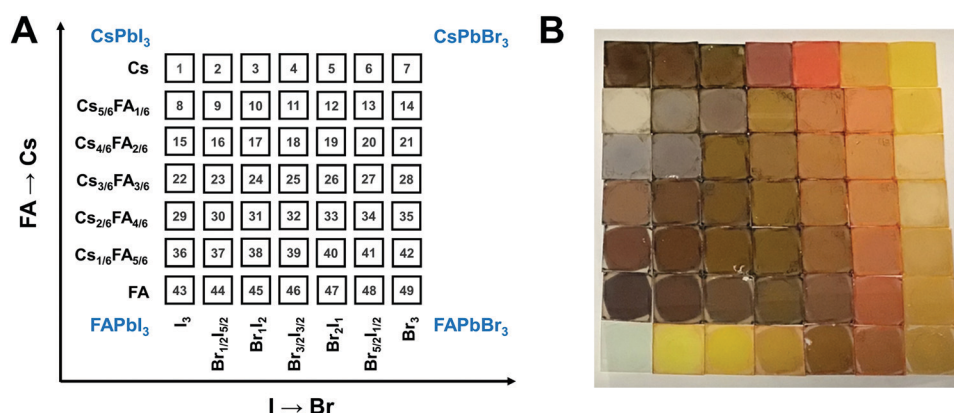 A
B
CsPbI₃
CsPbBr₃
Cs
1 2 3 4 5 6 7
Cs₅/₆FA₁/₆
8 9 10 11 12 13 14
Cs₄/₆FA₂/₆
15 16 17 18 19 20 21
Cs₃/₆FA₃/₆
22 23 24 25 26 27 28
Cs₂/₆FA₄/₆
29 30 31 32 33 34 35
Cs₁/₆FA₅/₆
36 37 38 39 40 41 42
FA
43 44 45 46 47 48 49
FA → Cs
FAPbI₃
I₃
Br₁/₂I₅/₂
Br₁I₂
Br₃/₂I₃/₂
Br₂I₁
Br₅/₂I₁/₂
Br₃
FAPbBr₃
I → Br